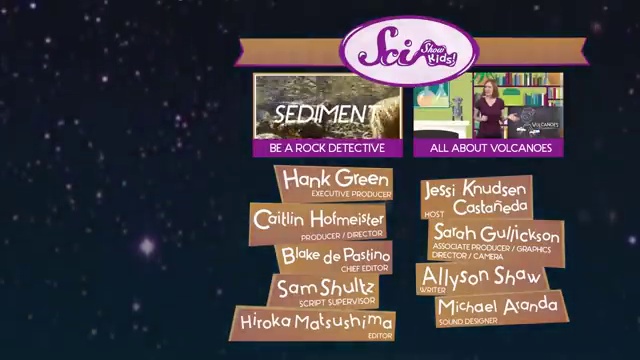 Sci Show Kids!
SEDIMENT
BE A ROCK DETECTIVE
VOLCANOES
ALL ABOUT VOLCANOES
Hank Green
EXECUTIVE PRODUCER
Caitlin Hofmeister
PRODUCER / DIRECTOR
Blake de Pastino
CHIEF EDITOR
Sam Shultz
SCRIPT SUPERVISOR
Hiroka Matsushima
EDITOR
Jessi Knudsen
Castañeda
HOST
Sarah Gullickson
ASSOCIATE PRODUCER / GRAPHICS
DIRECTOR / CAMERA
Allyson Shaw
WRITER
Michael Aranda
SOUND DESIGNER